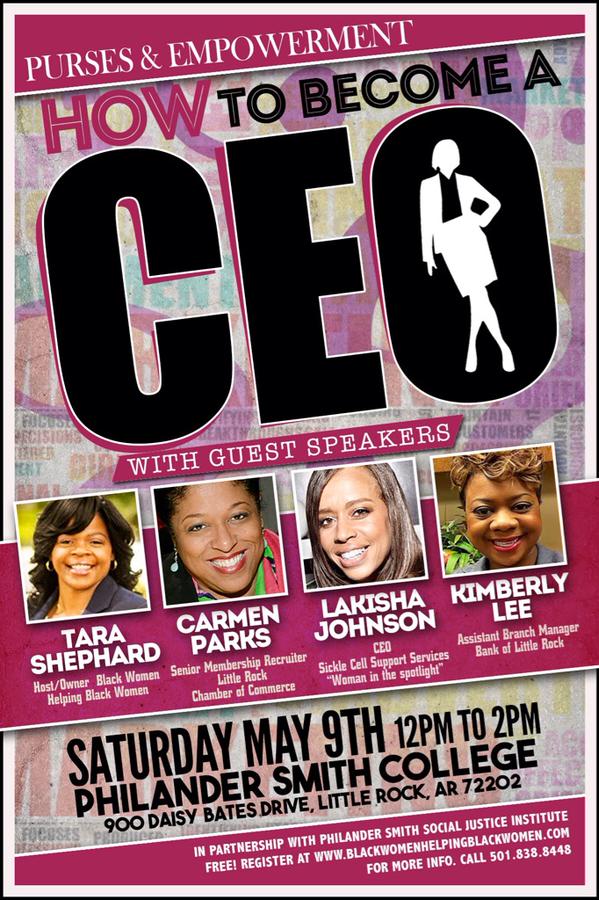 PURSES & EMPOWERMENT
HOW TO BECOME A
CEO
WITH GUEST SPEAKERS
TARA
SHEPHARD
Host/Owner Black Women
Helping Black Women
CARMEN
PARKS
Senior Membership Recruiter
Little Rock
Chamber of Commerce
LAKISHA
JOHNSON
CEO
Sickle Cell Support Services
"Woman in the spotlight"
KIMBERLY
LEE
Assistant Branch Manager
Bank of Little Rock
SATURDAY MAY 9TH 12PM TO 2PM
PHILANDER SMITH COLLEGE
900 DAISY BATES DRIVE, LITTLE ROCK, AR 72202
IN PARTNERSHIP WITH PHILANDER SMITH SOCIAL JUSTICE INSTITUTE
FREE! REGISTER AT WWW.BLACKWOMENHELPINGBLACKWOMEN.COM
FOR MORE INFO. CALL 501.838.8448